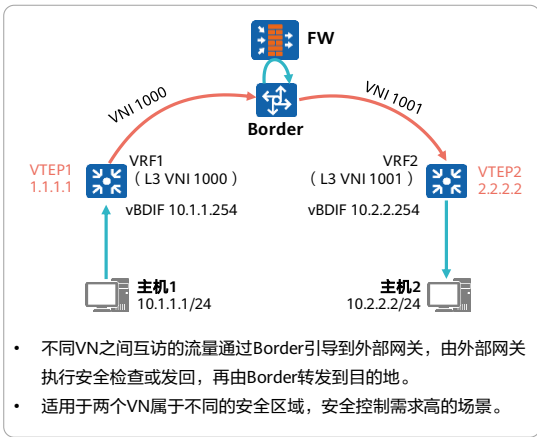 FW
VNI 1000
VNI 1001
Border
VTEP1
1.1.1.1
VRF1
（L3 VNI 1000）
vBDIF 10.1.1.254
VRF2
（L3 VNI 1001）
vBDIF 10.2.2.254
VTEP2
2.2.2.2
主机1
10.1.1.1/24
主机2
10.2.2.2/24
• 不同VN之间互访的流量通过Border引导到外部网关，由外部网关
执行安全检查或发回，再由Border转发到目的地。
• 适用于两个VN属于不同的安全区域，安全控制需求高的场景。